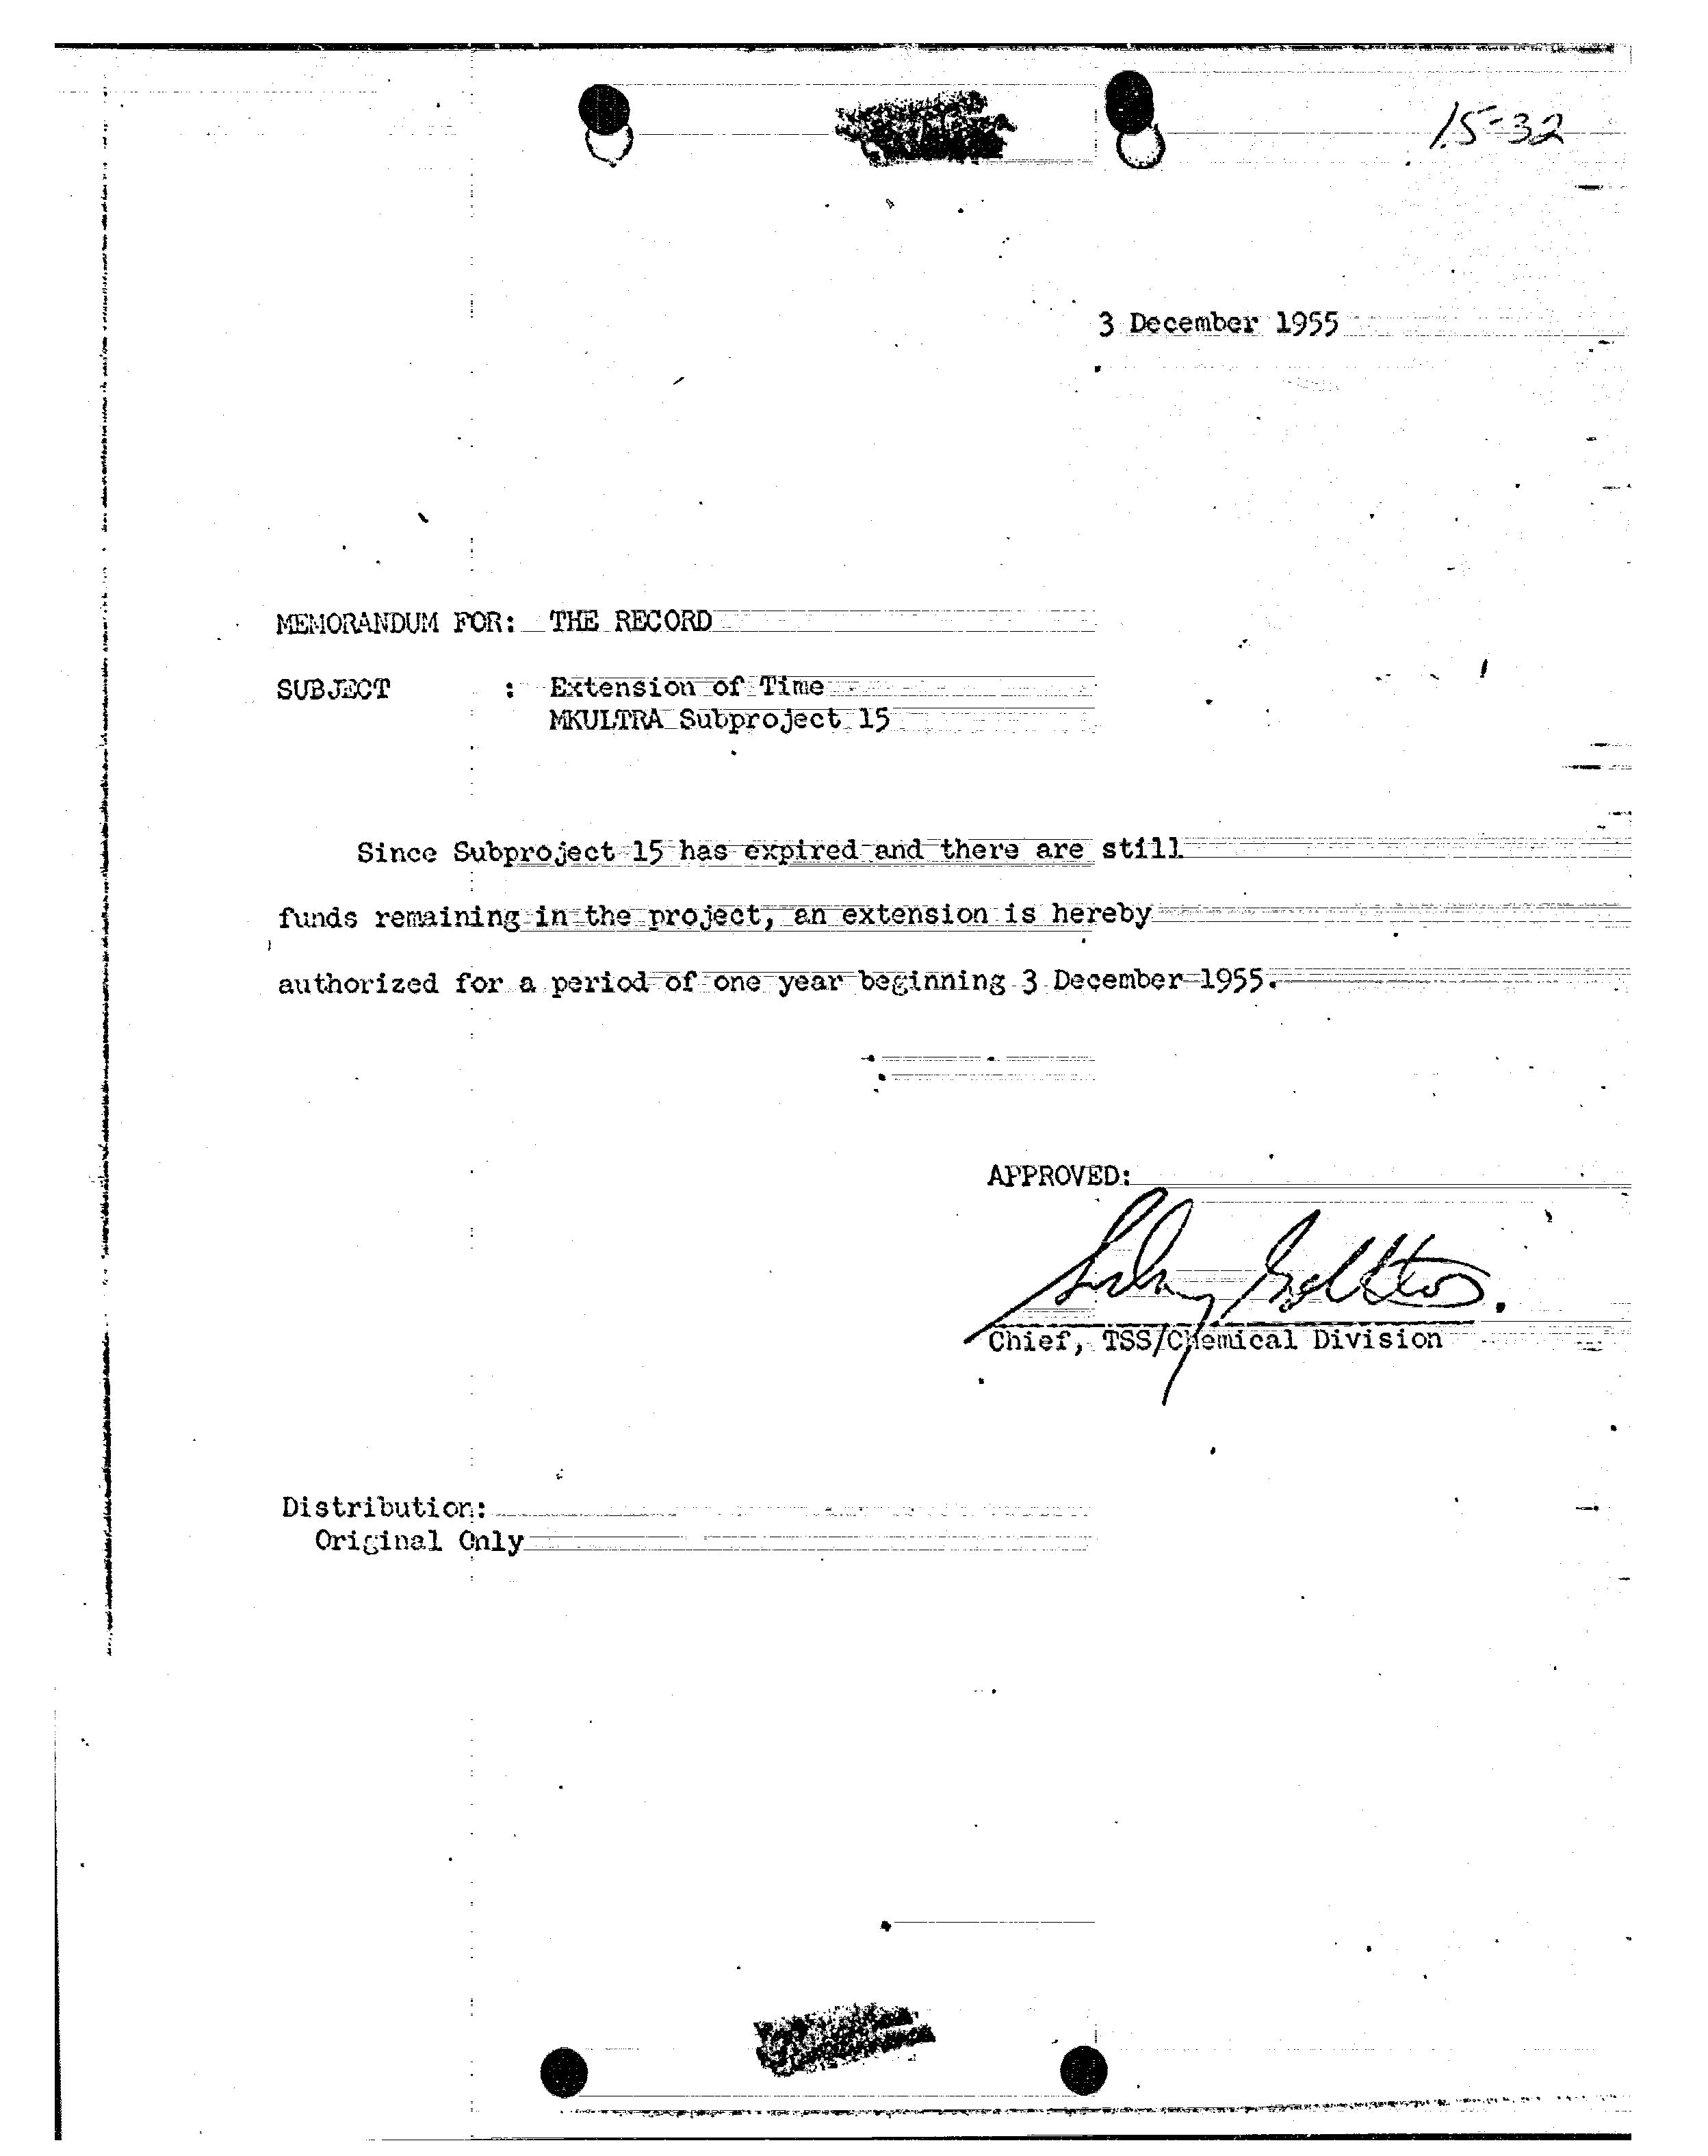 15-32
3 December 1955
MEMORANDUM FOR: THE RECORD
SUBJECT : Extension of Time
MKULTRA Subproject 15
Since Subproject 15 has expired and there are still
funds remaining in the project, an extension is hereby
authorized for a period of one year beginning 3 December 1955.
APPROVED:
Sidney Gottlieb
Chief, TSS/Chemical Division
Distribution:
Original Only